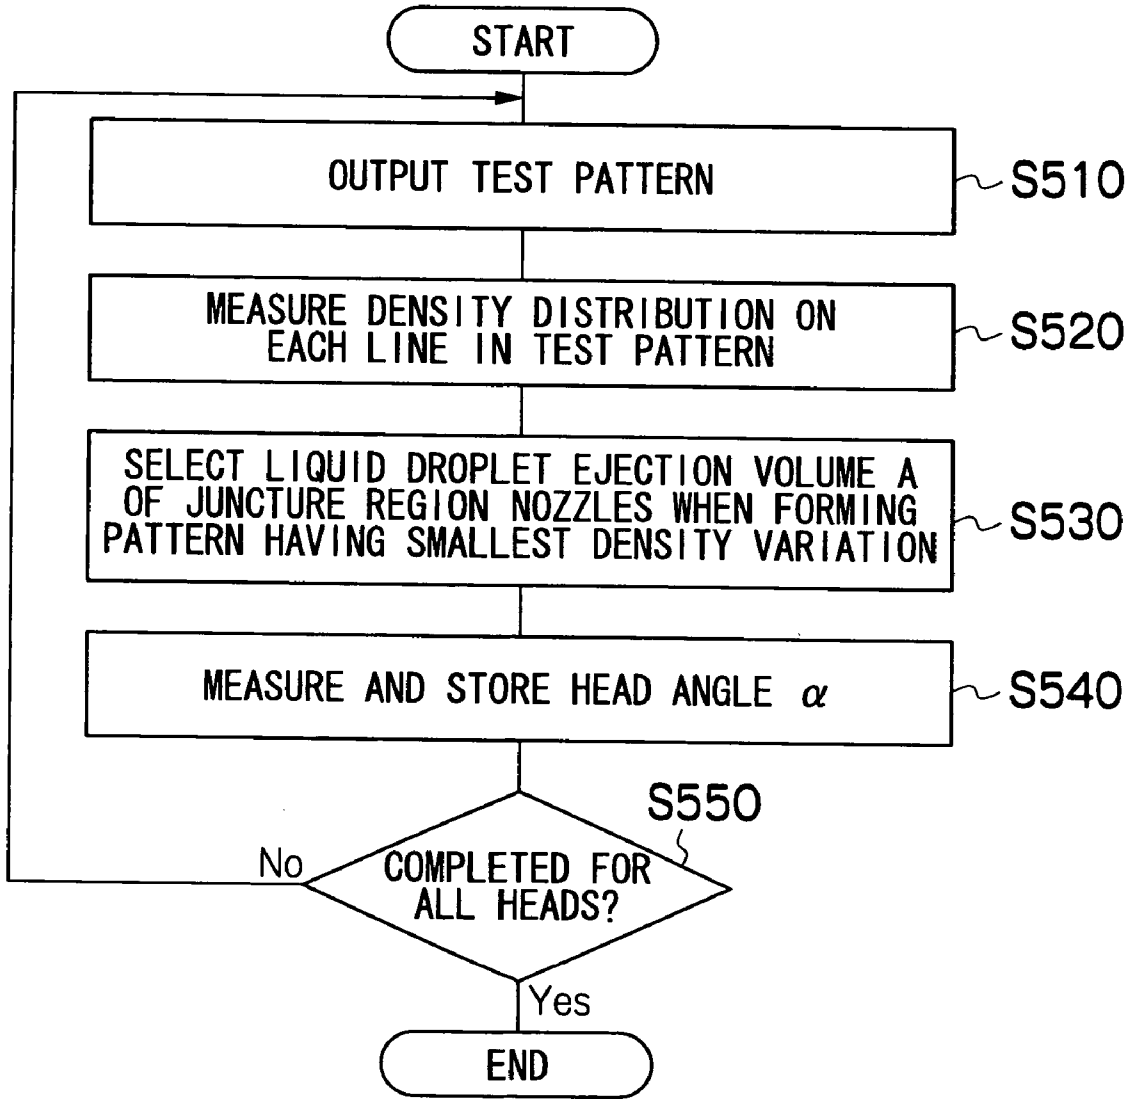 START
OUTPUT TEST PATTERN
S510
MEASURE DENSITY DISTRIBUTION ON
EACH LINE IN TEST PATTERN
S520
SELECT LIQUID DROPLET EJECTION VOLUME A
OF JUNCTURE REGION NOZZLES WHEN FORMING
PATTERN HAVING SMALLEST DENSITY VARIATION
S530
MEASURE AND STORE HEAD ANGLE α
S540
S550
No
COMPLETED FOR
ALL HEADS?
Yes
END